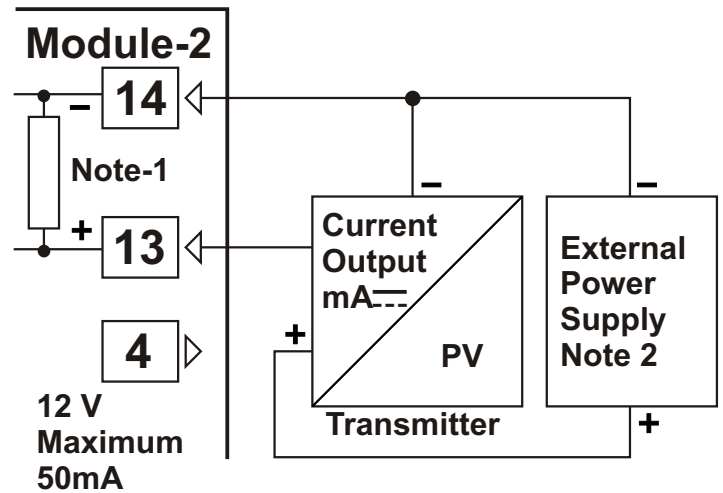 Module-2
− 14
Note-1
+ 13
4
12 V
Maximum
50mA
−
Current
Output
mA⎓
+
PV
Transmitter
−
External
Power
Supply
Note 2
+